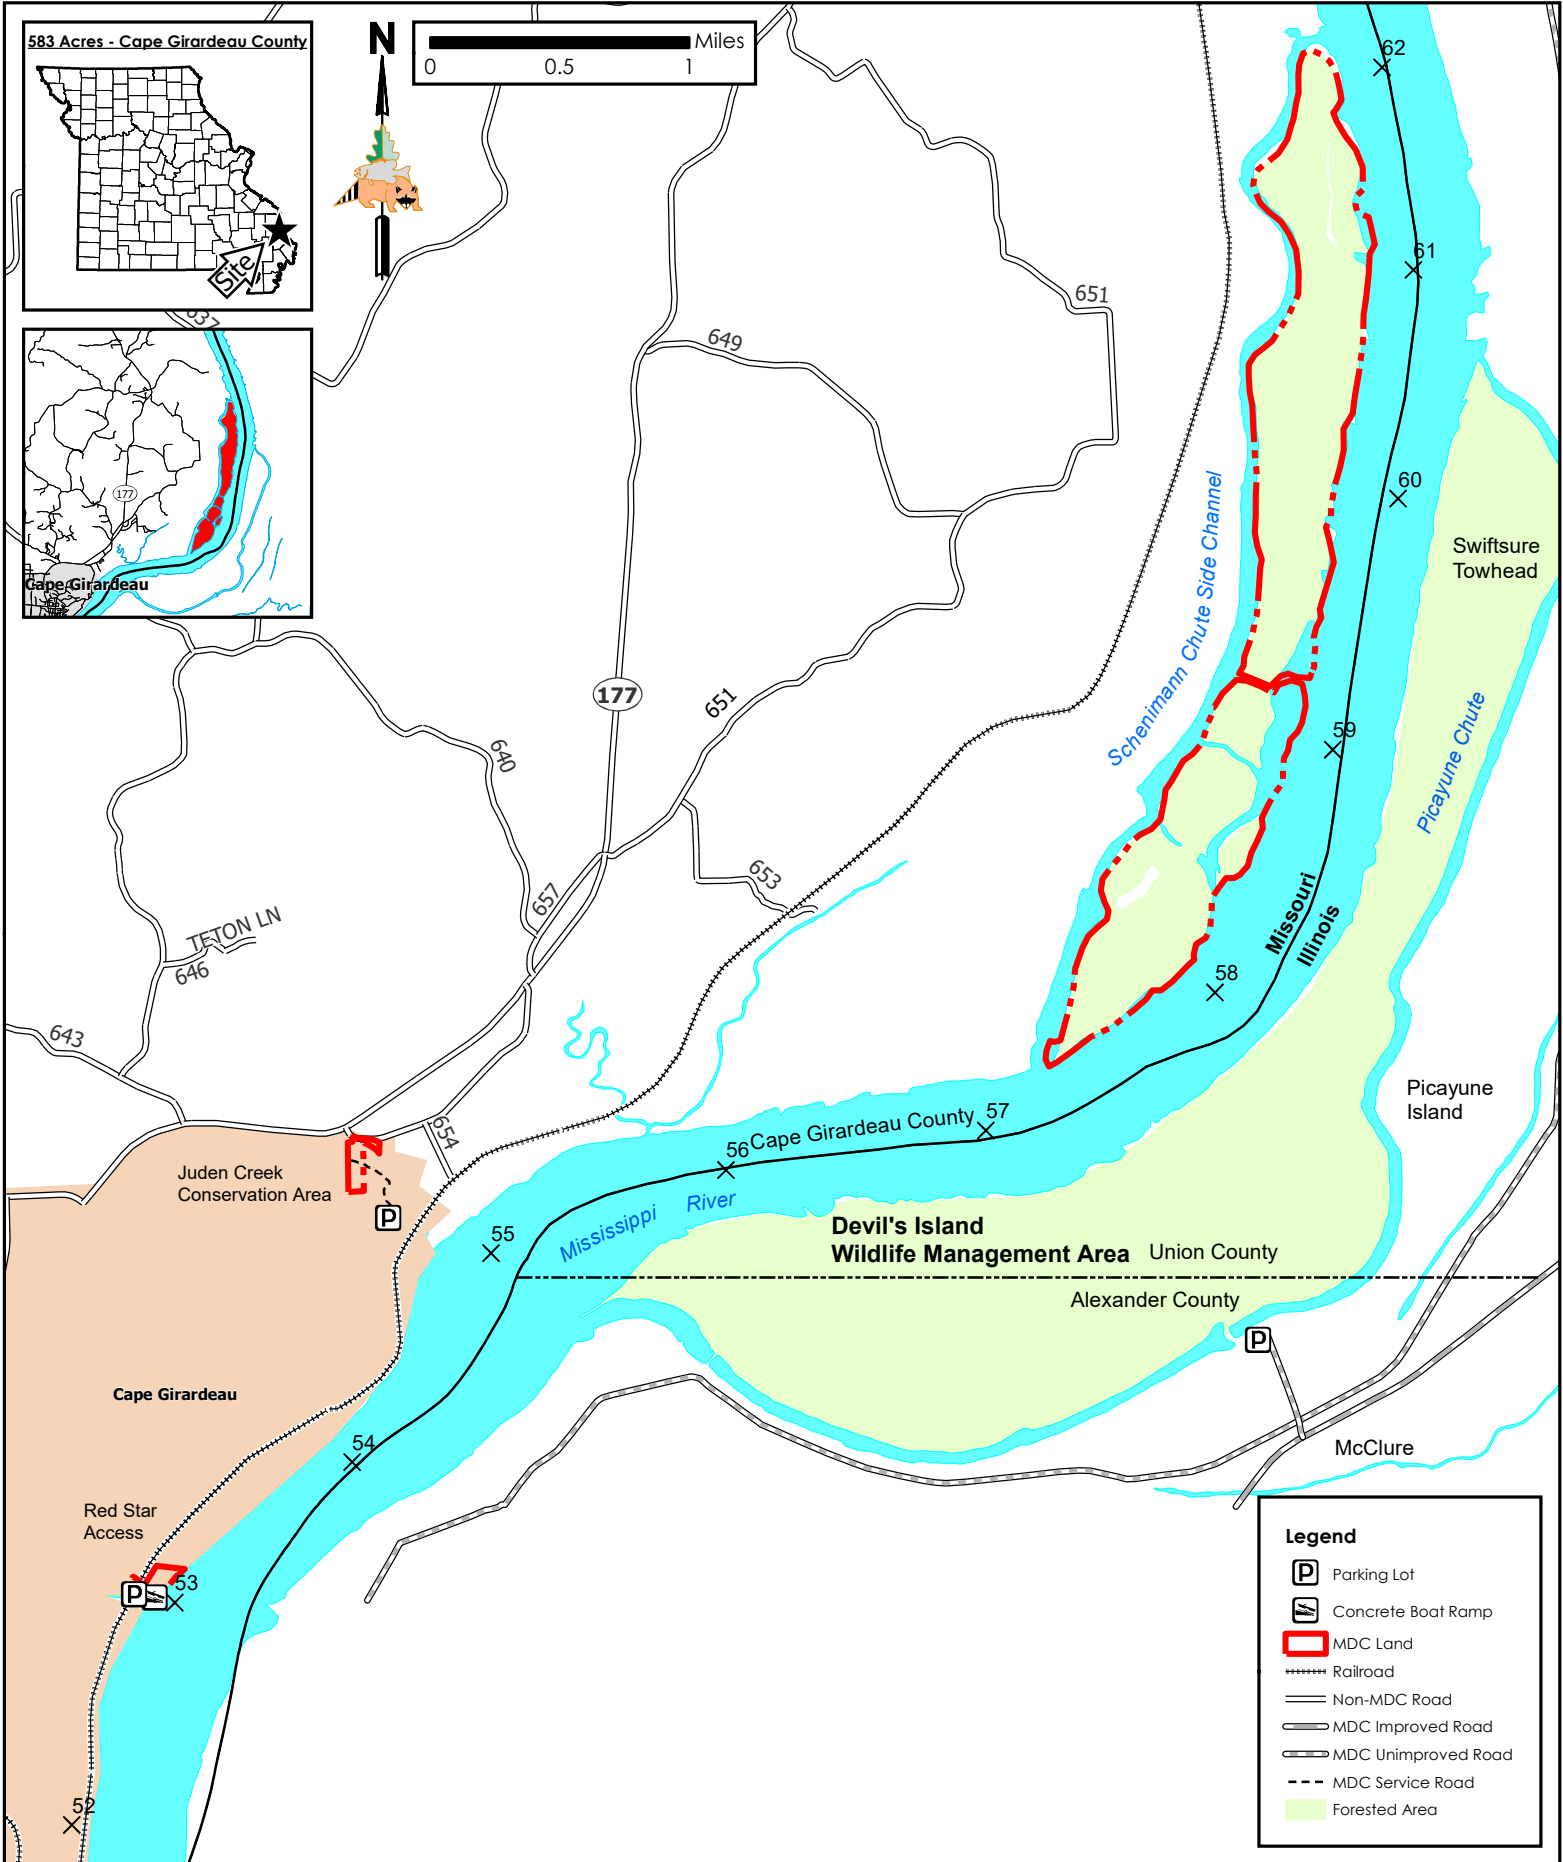 583 Acres - Cape Girardeau County
Site
N
Miles
0 0.5 1
637
177
Cape Girardeau
62
61
60
59
58
57
56
55
54
53
52
651
649
177
651
640
657
653
TETON LN
646
643
654
Schenimann Chute Side Channel
Swiftsure
Towhead
Picayune Chute
Missouri
Illinois
Picayune
Island
Cape Girardeau County
Mississippi River
Juden Creek
Conservation Area
P
Devil's Island
Wildlife Management Area
Union County
Alexander County
P
McClure
Cape Girardeau
Red Star
Access
P
Legend
P Parking Lot
Concrete Boat Ramp
MDC Land
Railroad
Non-MDC Road
MDC Improved Road
MDC Unimproved Road
MDC Service Road
Forested Area